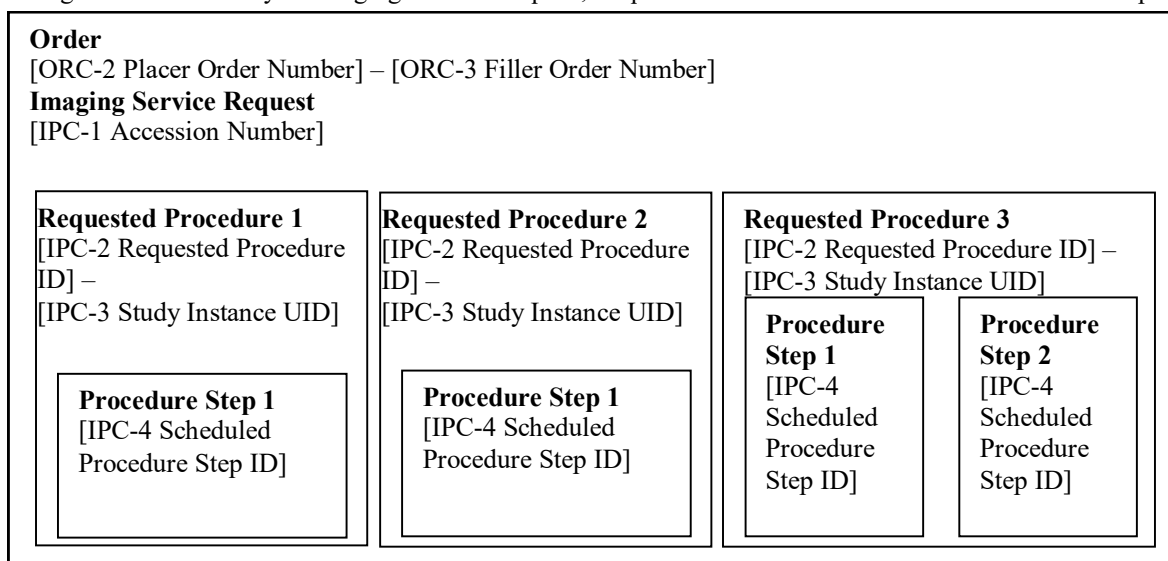 Order
[ORC-2 Placer Order Number] – [ORC-3 Filler Order Number]
Imaging Service Request
[IPC-1 Accession Number]
Requested Procedure 1
[IPC-2 Requested Procedure
ID] –
[IPC-3 Study Instance UID]
Procedure Step 1
[IPC-4 Scheduled
Procedure Step ID]
Requested Procedure 2
[IPC-2 Requested Procedure
ID] –
[IPC-3 Study Instance UID]
Procedure Step 1
[IPC-4 Scheduled
Procedure Step ID]
Requested Procedure 3
[IPC-2 Requested Procedure ID] –
[IPC-3 Study Instance UID]
Procedure
Step 1
[IPC-4
Scheduled
Procedure
Step ID]
Procedure
Step 2
[IPC-4
Scheduled
Procedure
Step ID]